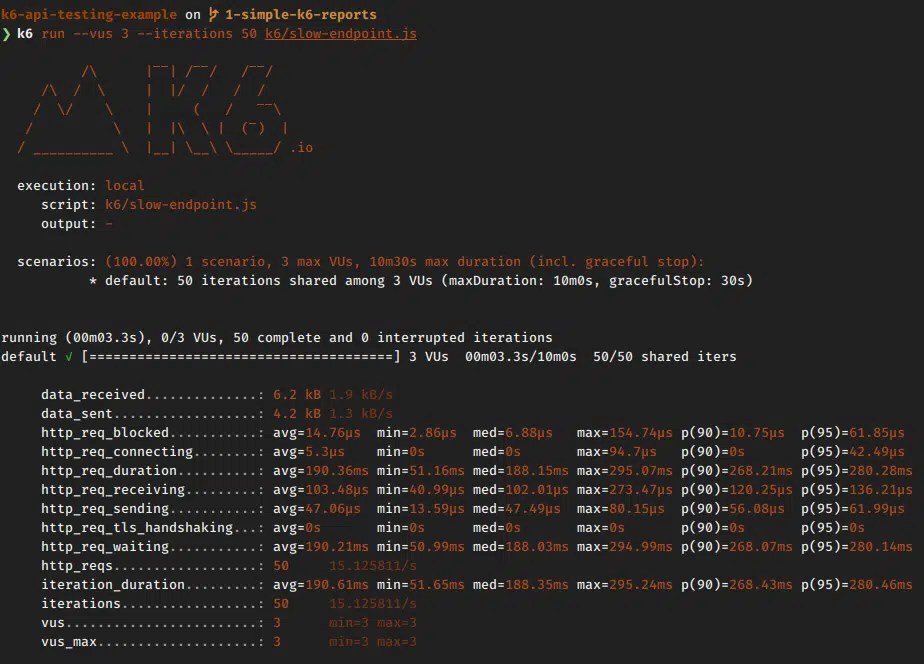 k6-api-testing-example on 1-simple-k6-reports
❯ k6 run --vus 3 --iterations 50 k6/slow-endpoint.js
K6
.io
execution: local
script: k6/slow-endpoint.js
output: -
scenarios: (100.00%) 1 scenario, 3 max VUs, 10m30s max duration (incl. graceful stop):
* default: 50 iterations shared among 3 VUs (maxDuration: 10m0s, gracefulStop: 30s)
running (00m03.3s), 0/3 VUs, 50 complete and 0 interrupted iterations
default ✓ [======================================] 3 VUs  00m03.3s/10m0s  50/50 shared iters
data_received..............: 6.2 kB 1.9 kB/s
data_sent..................: 4.2 kB 1.3 kB/s
http_req_blocked...........: avg=14.76µs  min=2.86µs  med=6.88µs   max=154.74µs p(90)=10.75µs  p(95)=61.85µs
http_req_connecting........: avg=5.3µs    min=0s      med=0s       max=94.7µs   p(90)=0s       p(95)=42.49µs
http_req_duration..........: avg=190.36ms min=51.16ms med=188.15ms max=295.07ms p(90)=268.21ms p(95)=280.28ms
http_req_receiving.........: avg=103.48µs min=40.99µs med=102.01µs max=273.47µs p(90)=120.25µs p(95)=136.21µs
http_req_sending...........: avg=47.06µs  min=13.59µs med=47.49µs  max=80.15µs  p(90)=56.08µs  p(95)=61.99µs
http_req_tls_handshaking...: avg=0s       min=0s      med=0s       max=0s       p(90)=0s       p(95)=0s
http_req_waiting...........: avg=190.21ms min=50.99ms med=188.03ms max=294.99ms p(90)=268.07ms p(95)=280.14ms
http_reqs..................: 50     15.125811/s
iteration_duration.........: avg=190.61ms min=51.65ms med=188.35ms max=295.24ms p(90)=268.43ms p(95)=280.46ms
iterations.................: 50     15.125811/s
vus........................: 3      min=3 max=3
vus_max....................: 3      min=3 max=3